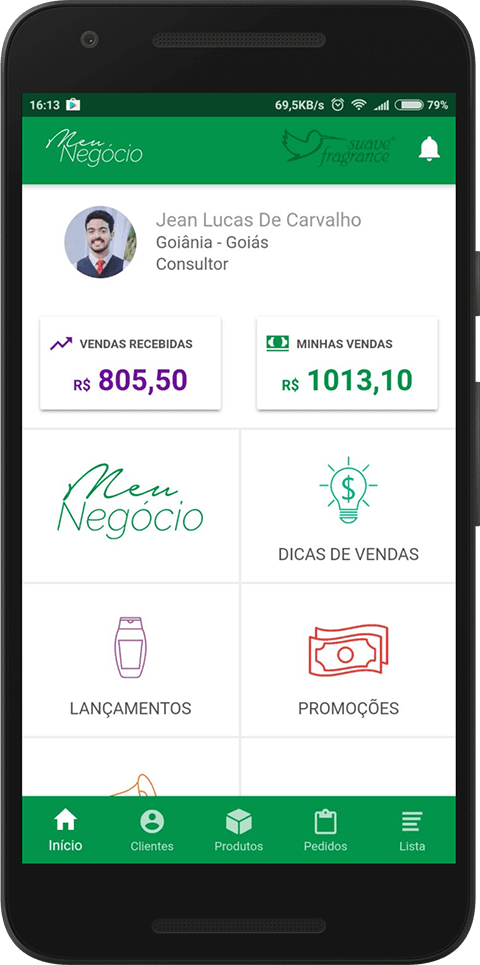 16:13 69,5KB/s 79%
Meu Negócio
suave fragrance
Jean Lucas De Carvalho
Goiânia - Goiás
Consultor
VENDAS RECEBIDAS
R$ 805,50
MINHAS VENDAS
R$ 1013,10
Meu
Negócio
$
DICAS DE VENDAS
LANÇAMENTOS
PROMOÇÕES
Início Clientes Produtos Pedidos Lista